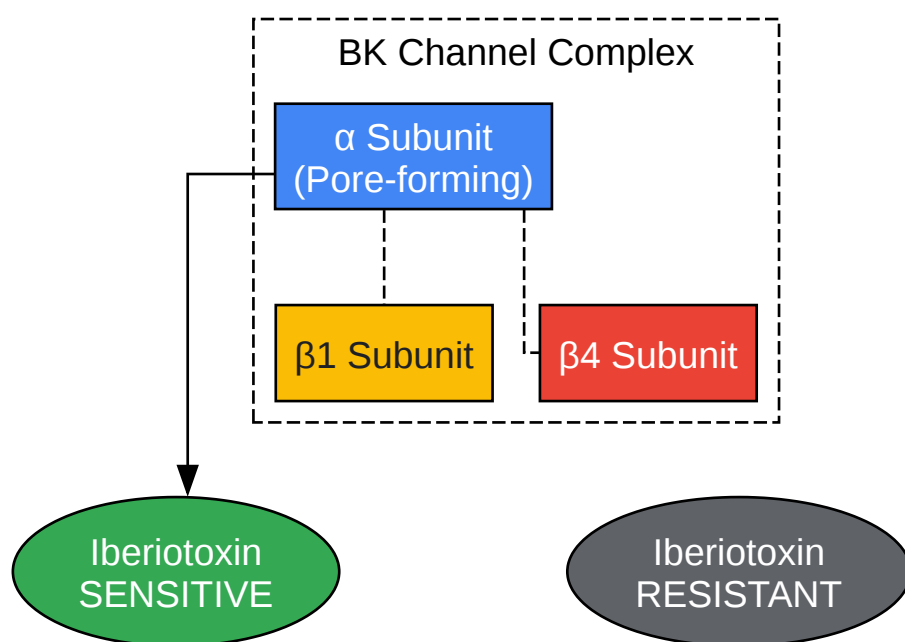 BK Channel Complex
α Subunit
(Pore-forming)
β1 Subunit
β4 Subunit
Iberiotoxin
SENSITIVE
Iberiotoxin
RESISTANT